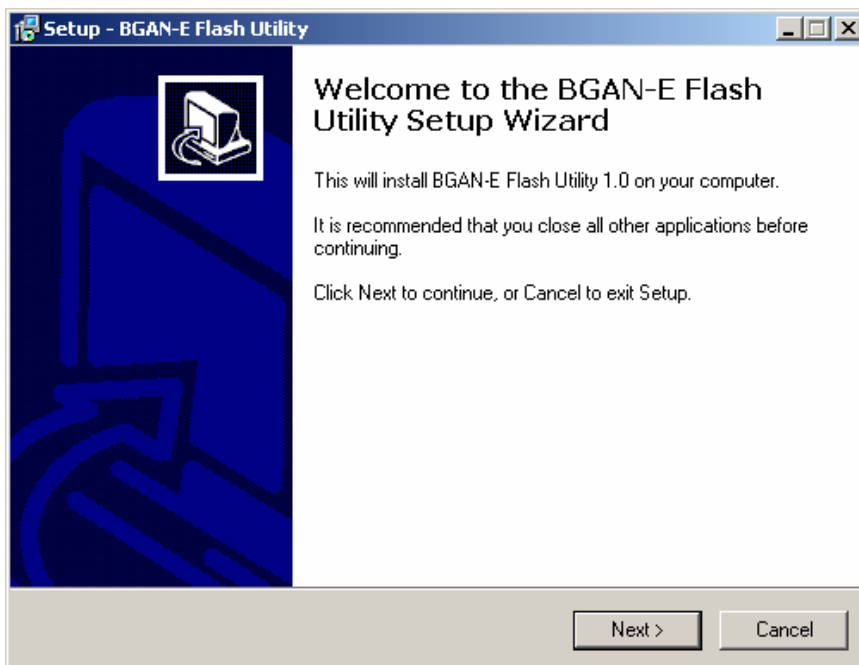 Setup - BGAN-E Flash Utility
Welcome to the BGAN-E Flash
Utility Setup Wizard
This will install BGAN-E Flash Utility 1.0 on your computer.
It is recommended that you close all other applications before
continuing.
Click Next to continue, or Cancel to exit Setup.
Next >
Cancel